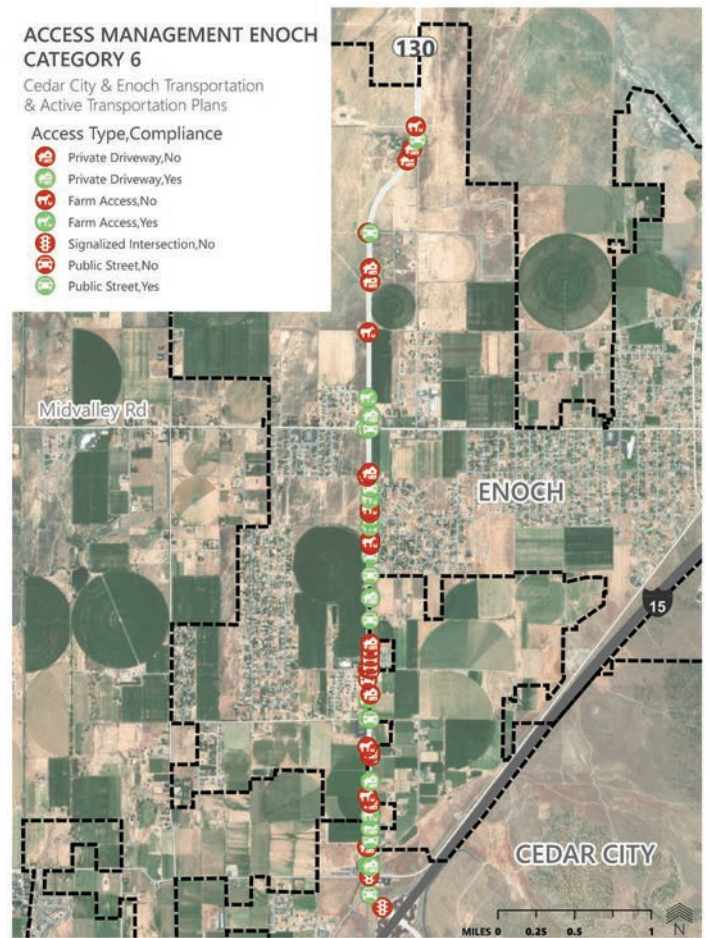 ACCESS MANAGEMENT ENOCH
CATEGORY 6
Cedar City & Enoch Transportation
& Active Transportation Plans
Access Type,Compliance
Private Driveway,No
Private Driveway,Yes
Farm Access,No
Farm Access,Yes
Signalized Intersection,No
Public Street,No
Public Street,Yes
130
Midvalley Rd
ENOCH
15
CEDAR CITY
MILES 0 0.25 0.5 1 N